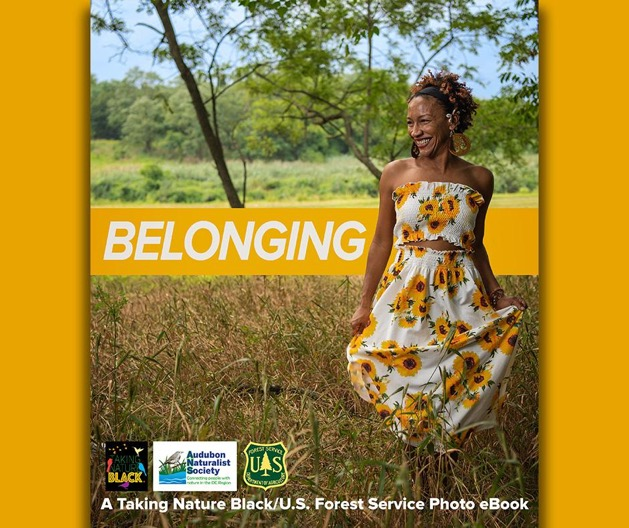 BELONGING
TAKING
NATURE
BLACK
Audubon
Naturalist
Society
Connecting people with
nature in the DC Region
FOREST SERVICE
U S
DEPARTMENT OF AGRICULTURE
A Taking Nature Black/U.S. Forest Service Photo eBook